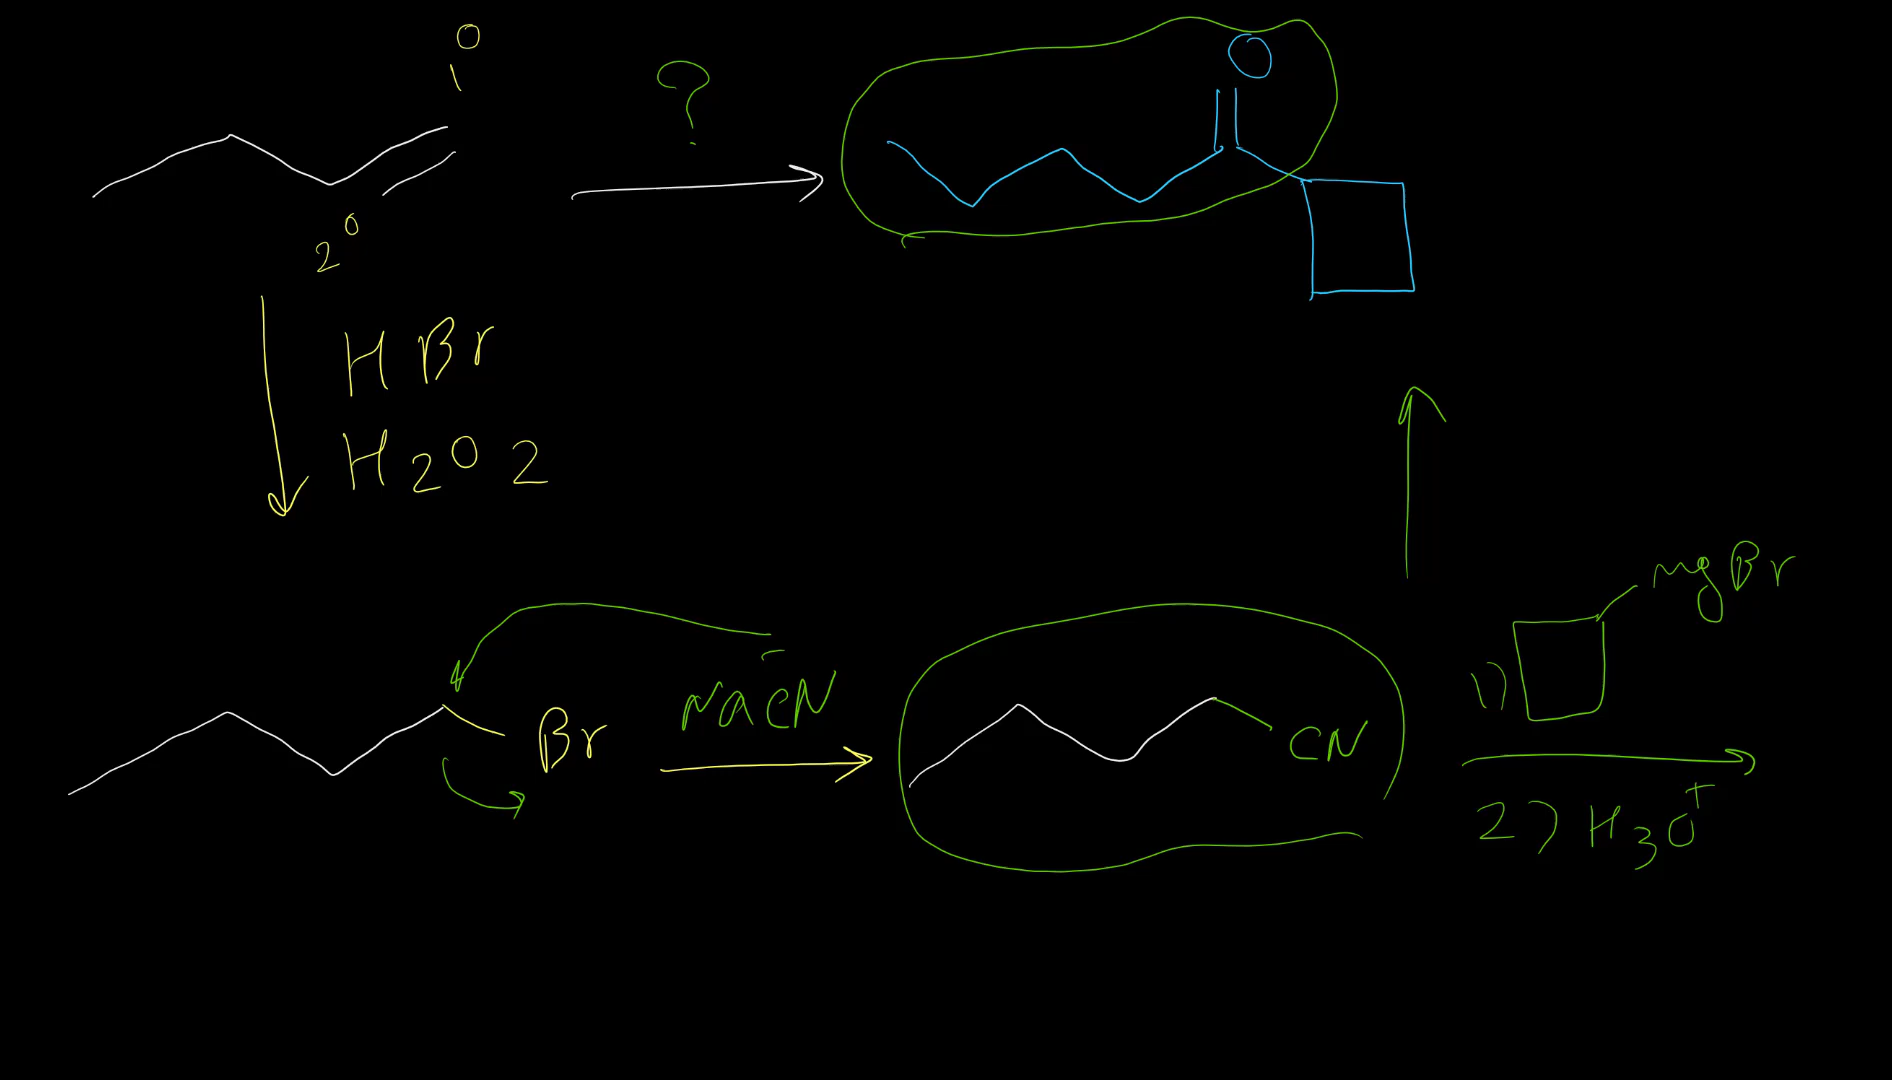 1°
?
O
2°
HBr
H2O2
MgBr
NaCN
1)
Br
CN
2) H3O+